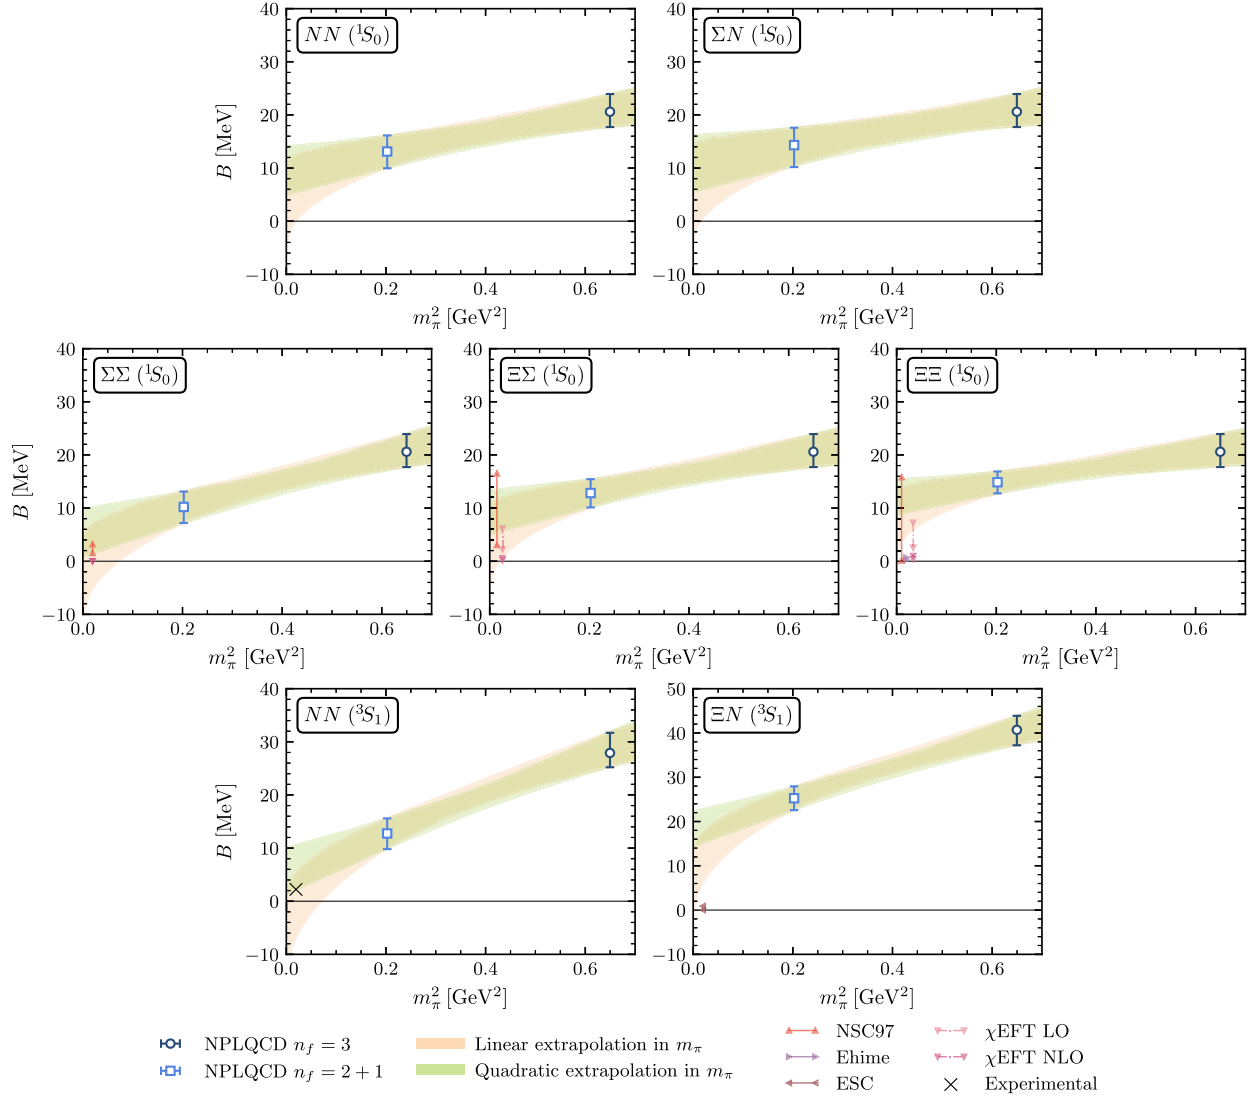 NN (¹S₀)
40
30
20
10
0
−10
B [MeV]
0.0 0.2 0.4 0.6
m²π [GeV²]
ΣN (¹S₀)
40
30
20
10
0
−10
0.0 0.2 0.4 0.6
m²π [GeV²]
ΣΣ (¹S₀)
40
30
20
10
0
−10
B [MeV]
0.0 0.2 0.4 0.6
m²π [GeV²]
ΞΣ (¹S₀)
40
30
20
10
0
−10
0.0 0.2 0.4 0.6
m²π [GeV²]
ΞΞ (¹S₀)
40
30
20
10
0
−10
0.0 0.2 0.4 0.6
m²π [GeV²]
NN (³S₁)
40
30
20
10
0
−10
B [MeV]
0.0 0.2 0.4 0.6
m²π [GeV²]
ΞN (³S₁)
50
40
30
20
10
0
−10
0.0 0.2 0.4 0.6
m²π [GeV²]
NPLQCD nf = 3
NPLQCD nf = 2 + 1
Linear extrapolation in mπ
Quadratic extrapolation in mπ
NSC97
Ehime
ESC
χEFT LO
χEFT NLO
Experimental